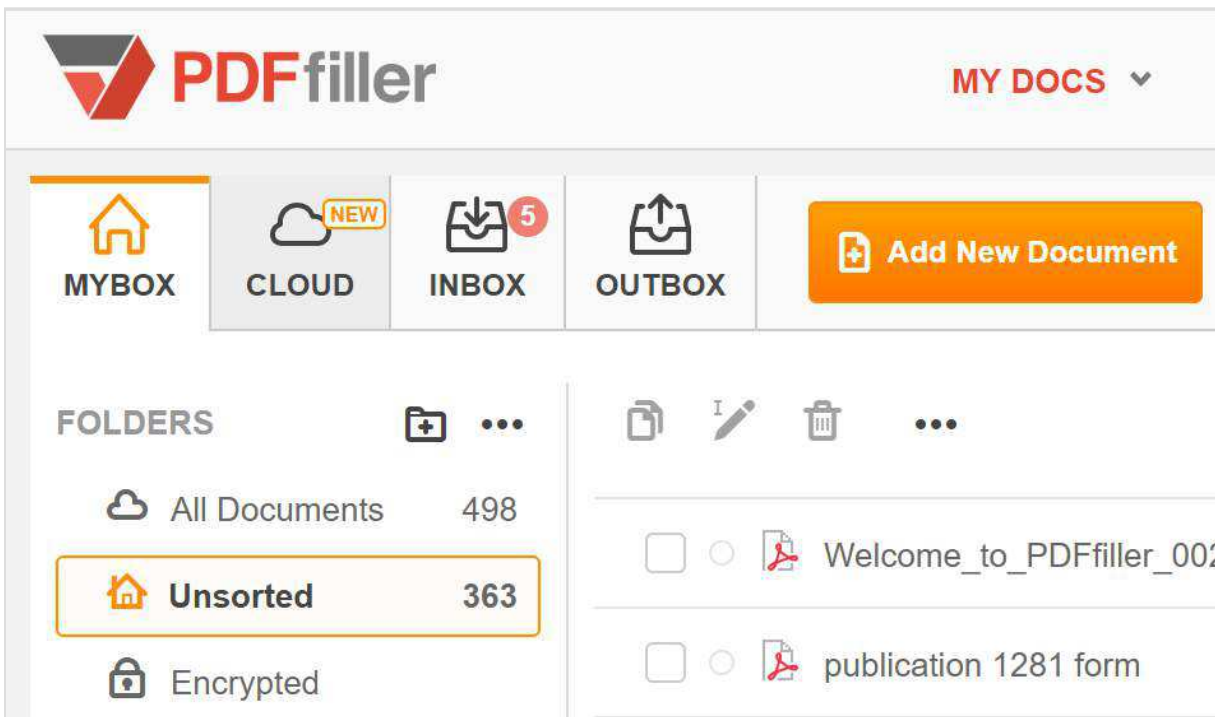 PDFfiller
MY DOCS
MYBOX
CLOUD
NEW
INBOX
5
OUTBOX
Add New Document
FOLDERS
All Documents 498
Unsorted 363
Encrypted
Welcome_to_PDFfiller_002
publication 1281 form